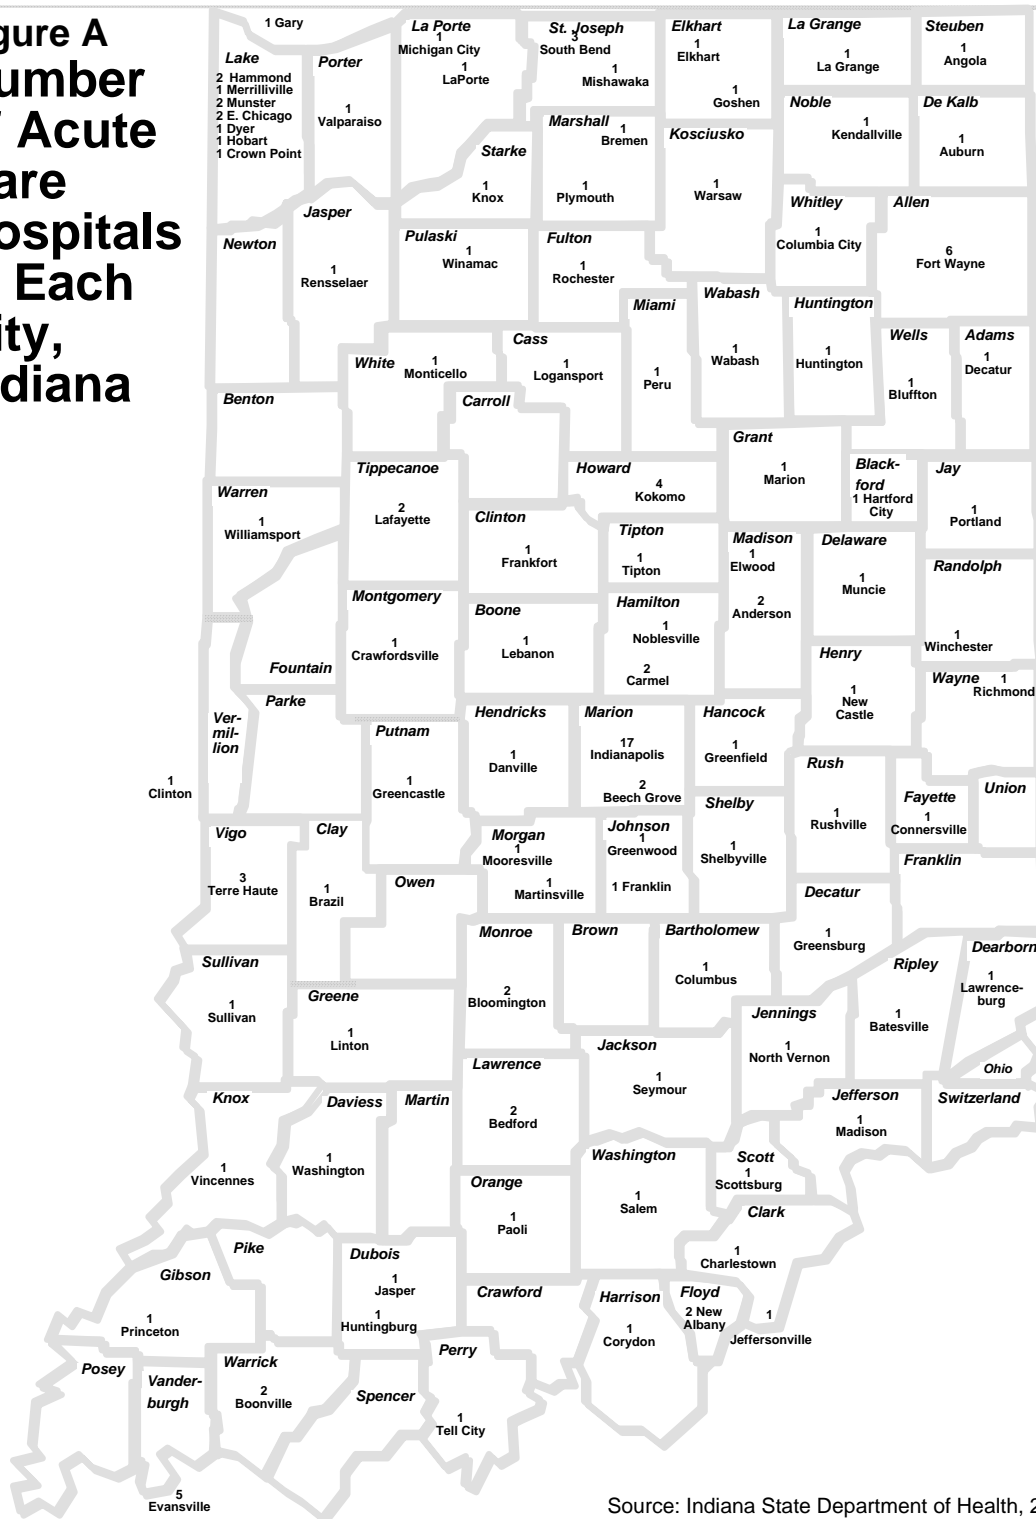 gure A
umber
Acute
are
ospitals
Each
ity,
diana
1 Gary
Lake
2 Hammond
1 Merrilliville
2 Munster
2 E. Chicago
1 Dyer
1 Hobart
1 Crown Point
Porter
1
Valparaiso
La Porte
1
Michigan City
1
LaPorte
St. Joseph
3
South Bend
1
Mishawaka
Elkhart
1
Elkhart
1
Goshen
La Grange
1
La Grange
Steuben
1
Angola
Noble
1
Kendallville
De Kalb
1
Auburn
Marshall
1
Bremen
1
Plymouth
Kosciusko
1
Warsaw
Starke
1
Knox
Jasper
1
Rensselaer
Newton
Pulaski
1
Winamac
Fulton
1
Rochester
Whitley
1
Columbia City
Allen
6
Fort Wayne
Miami
1
Peru
Wabash
1
Wabash
Huntington
1
Huntington
Wells
1
Bluffton
Adams
1
Decatur
White
1
Monticello
Cass
1
Logansport
Benton
Carroll
Grant
1
Marion
Black-
ford
1 Hartford
City
Jay
1
Portland
Warren
1
Williamsport
Tippecanoe
2
Lafayette
Howard
4
Kokomo
Clinton
1
Frankfort
Tipton
1
Tipton
Madison
1
Elwood
2
Anderson
Delaware
1
Muncie
Randolph
1
Winchester
Montgomery
1
Crawfordsville
Boone
1
Lebanon
Hamilton
1
Noblesville
2
Carmel
Fountain
Henry
1
New
Castle
Wayne
1
Richmond
Parke
Ver-
mil-
lion
1
Clinton
Putnam
1
Greencastle
Hendricks
1
Danville
Marion
17
Indianapolis
2
Beech Grove
Hancock
1
Greenfield
Rush
1
Rushville
Fayette
1
Connersville
Union
Vigo
3
Terre Haute
Clay
1
Brazil
Owen
Morgan
1
Mooresville
1
Martinsville
Johnson
1
Greenwood
1 Franklin
Shelby
1
Shelbyville
Franklin
Decatur
1
Greensburg
Sullivan
1
Sullivan
Greene
1
Linton
Monroe
2
Bloomington
Brown
Bartholomew
1
Columbus
Ripley
1
Batesville
Dearborn
1
Lawrence-
burg
Jennings
1
North Vernon
Ohio
Jackson
1
Seymour
Lawrence
2
Bedford
Knox
1
Vincennes
Daviess
1
Washington
Martin
Jefferson
1
Madison
Switzerland
Washington
1
Salem
Scott
1
Scottsburg
Orange
1
Paoli
Clark
1
Charlestown
1
Jeffersonville
Pike
Gibson
1
Princeton
Dubois
1
Jasper
1
Huntingburg
Crawford
Harrison
1
Corydon
Floyd
2 New
Albany
Posey
Vander-
burgh
5
Evansville
Warrick
2
Boonville
Spencer
Perry
1
Tell City
Source: Indiana State Department of Health, 2